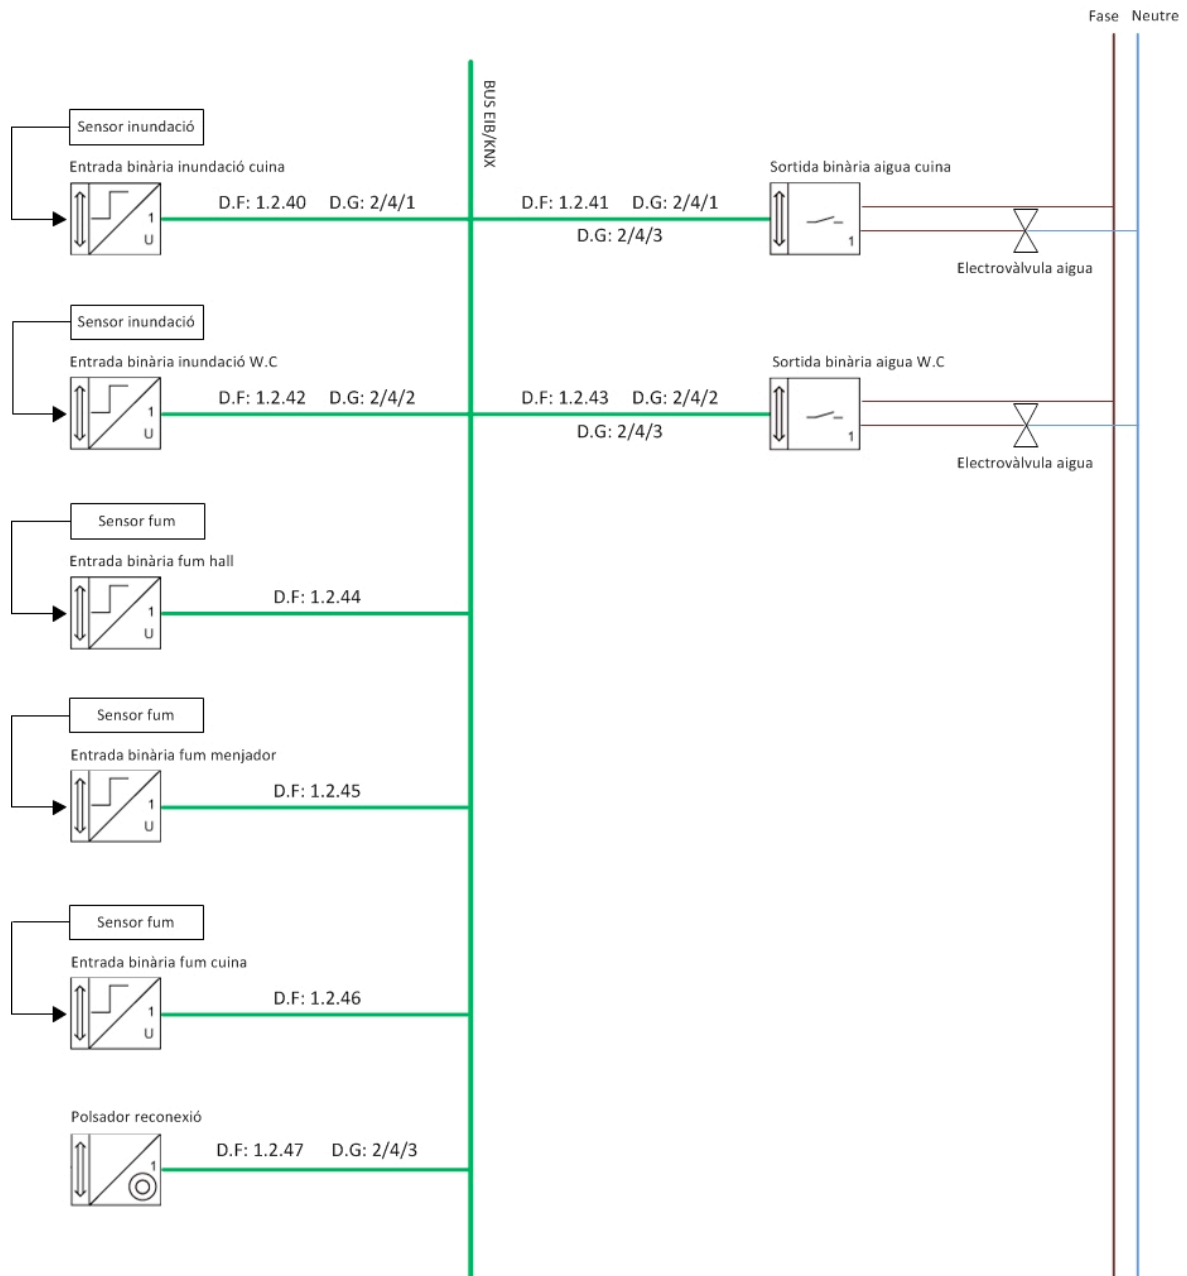 Fase Neutre
BUS EIB/KNX
Sensor inundació
Entrada binària inundació cuina
1
U
D.F: 1.2.40 D.G: 2/4/1
D.F: 1.2.41 D.G: 2/4/1
D.G: 2/4/3
Sortida binària aigua cuina
1
Electrovàlvula aigua
Sensor inundació
Entrada binària inundació W.C
1
U
D.F: 1.2.42 D.G: 2/4/2
D.F: 1.2.43 D.G: 2/4/2
D.G: 2/4/3
Sortida binària aigua W.C
1
Electrovàlvula aigua
Sensor fum
Entrada binària fum hall
1
U
D.F: 1.2.44
Sensor fum
Entrada binària fum menjador
1
U
D.F: 1.2.45
Sensor fum
Entrada binària fum cuina
1
U
D.F: 1.2.46
Polsador reconexió
1
D.F: 1.2.47 D.G: 2/4/3